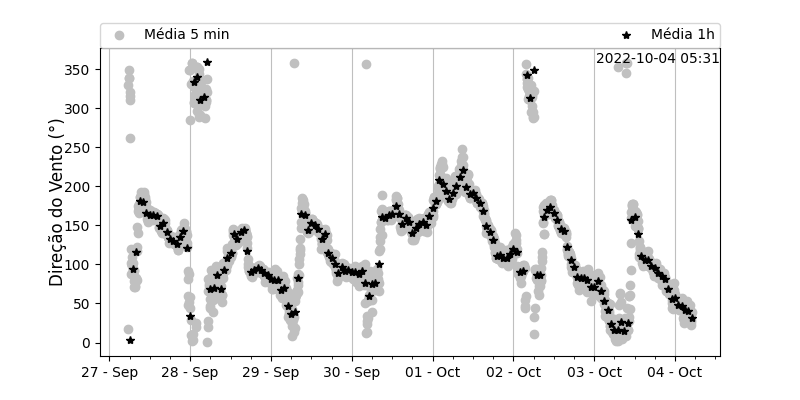 Média 5 min
Média 1h
2022-10-04 05:31
Direção do Vento (°)
350
300
250
200
150
100
50
0
27 - Sep
28 - Sep
29 - Sep
30 - Sep
01 - Oct
02 - Oct
03 - Oct
04 - Oct